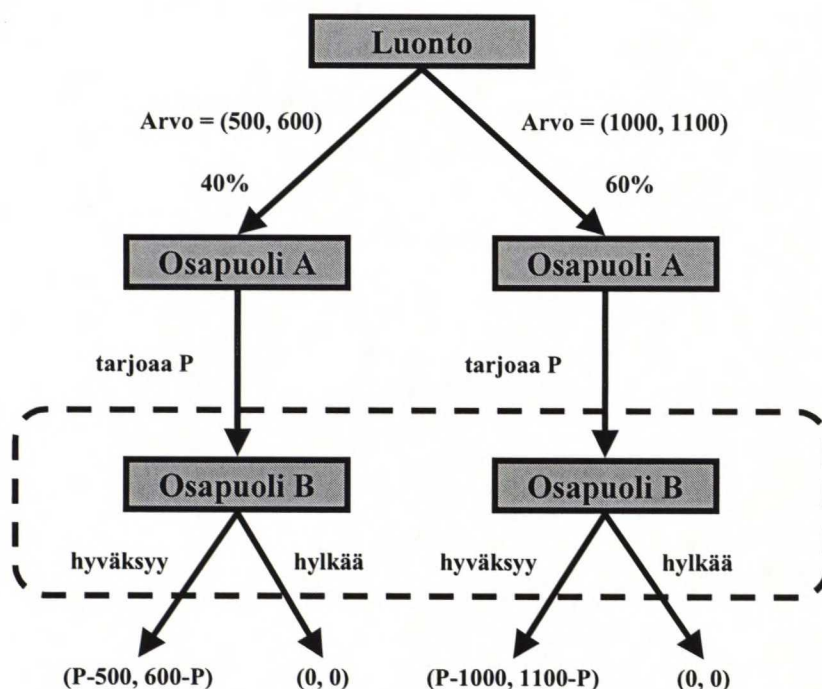 Luonto
Arvo = (500, 600) Arvo = (1000, 1100)
40% 60%
Osapuoli A Osapuoli A
tarjoaa P tarjoaa P
Osapuoli B Osapuoli B
hyväksyy hylkää hyväksyy hylkää
(P-500, 600-P) (0, 0) (P-1000, 1100-P) (0, 0)